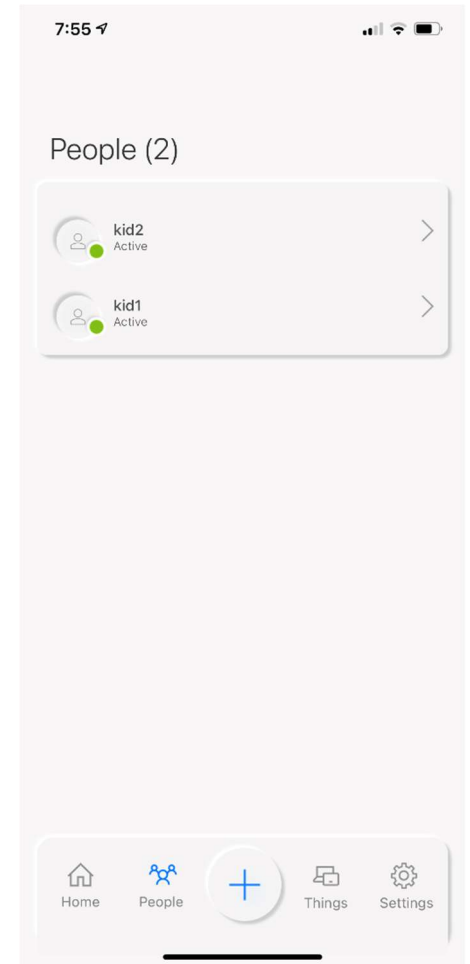 7:55
People (2)
kid2
Active
kid1
Active
Home
People
Things
Settings